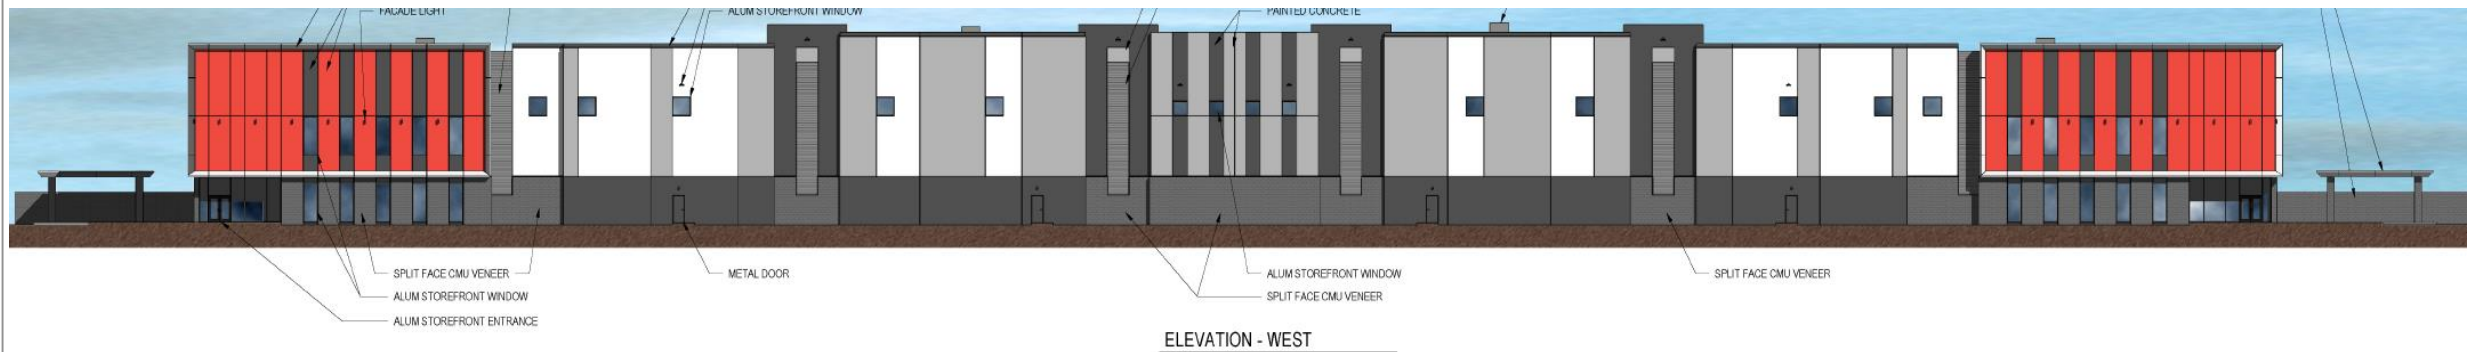 FACADE LIGHT
ALUM STOREFRONT WINDOW
PAINTED CONCRETE
SPLIT FACE CMU VENEER
METAL DOOR
ALUM STOREFRONT WINDOW
SPLIT FACE CMU VENEER
ALUM STOREFRONT WINDOW
SPLIT FACE CMU VENEER
ALUM STOREFRONT ENTRANCE
ELEVATION - WEST